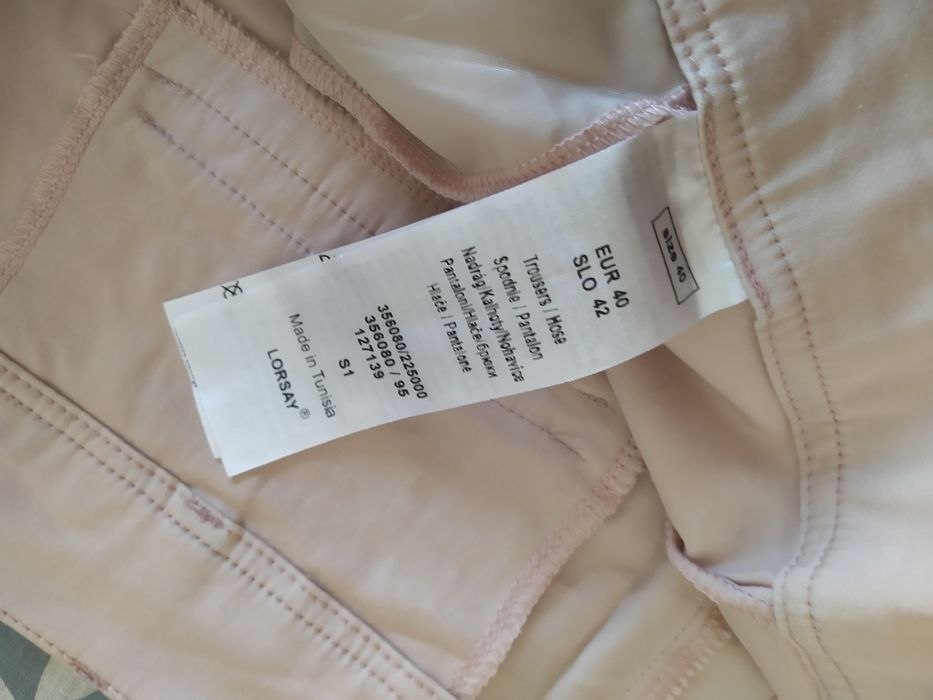 size 40
EUR 40
SLO 42
Trousers / Hose
Spodnie / Pantalon
Nadrág/Kalhoty/Nohavice
Pantaloni/Hlače/брюки
Hlače / Pantalone
356080/225000
356080 / 95
127139
S1
Made in Tunisia
LORSAY®